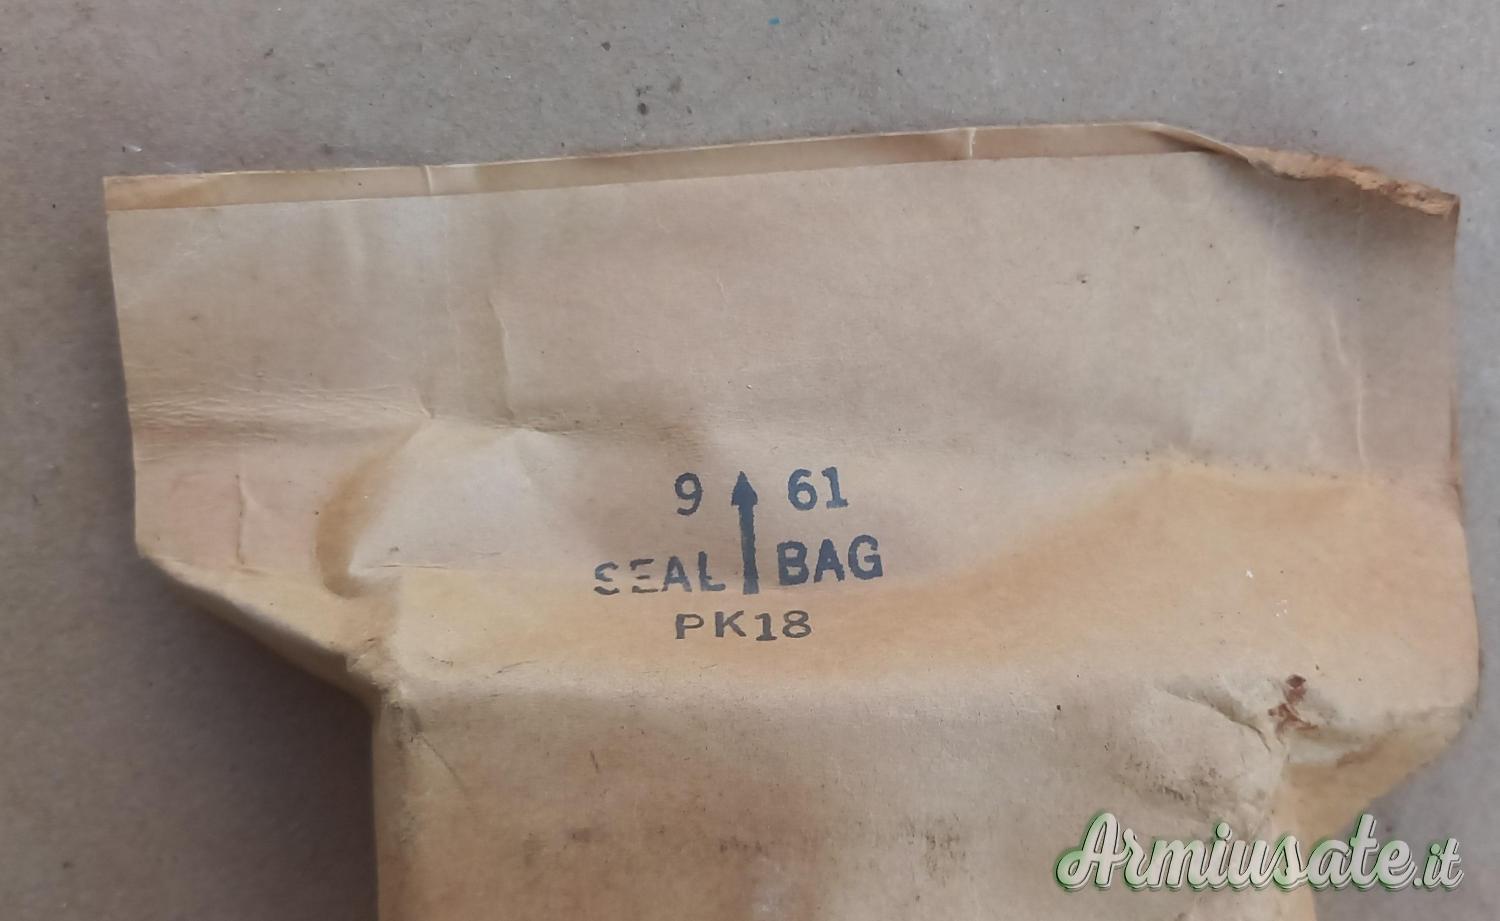 9 61
SEAL BAG
PK18
Armiusate.it